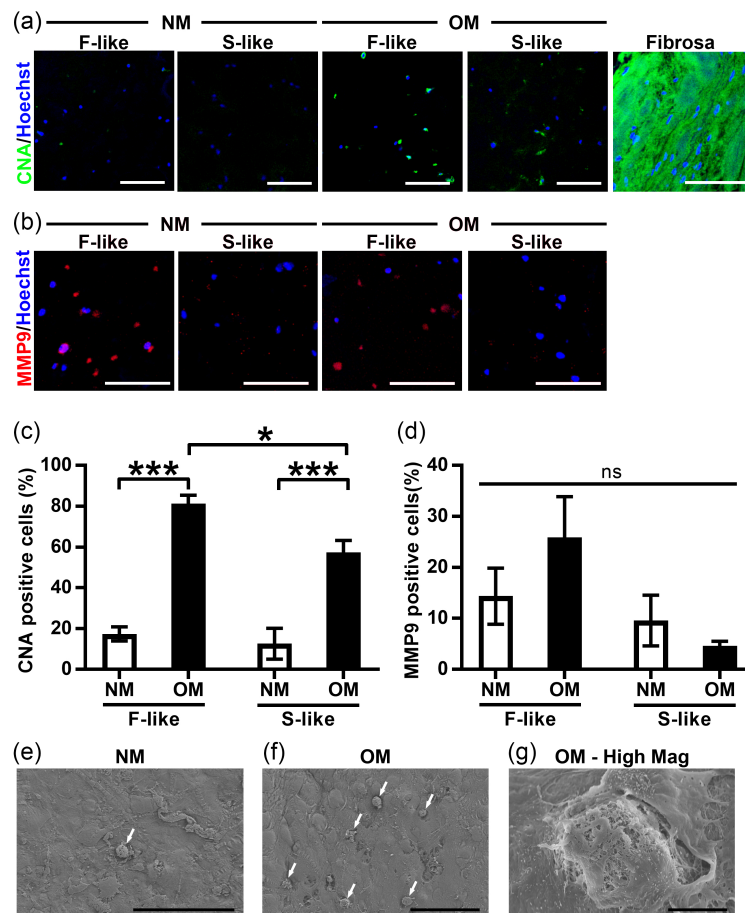 (a) NM OM
F-like S-like F-like S-like Fibrosa
CNA/Hoechst
(b) NM OM
F-like S-like F-like S-like
MMP9/Hoechst
(c) (d)
* ns
*** ***
CNA positive cells (%)
100
80
60
40
20
0
NM OM NM OM
F-like S-like
MMP9 positive cells(%)
40
30
20
10
0
NM OM NM OM
F-like S-like
(e) NM (f) OM (g) OM - High Mag